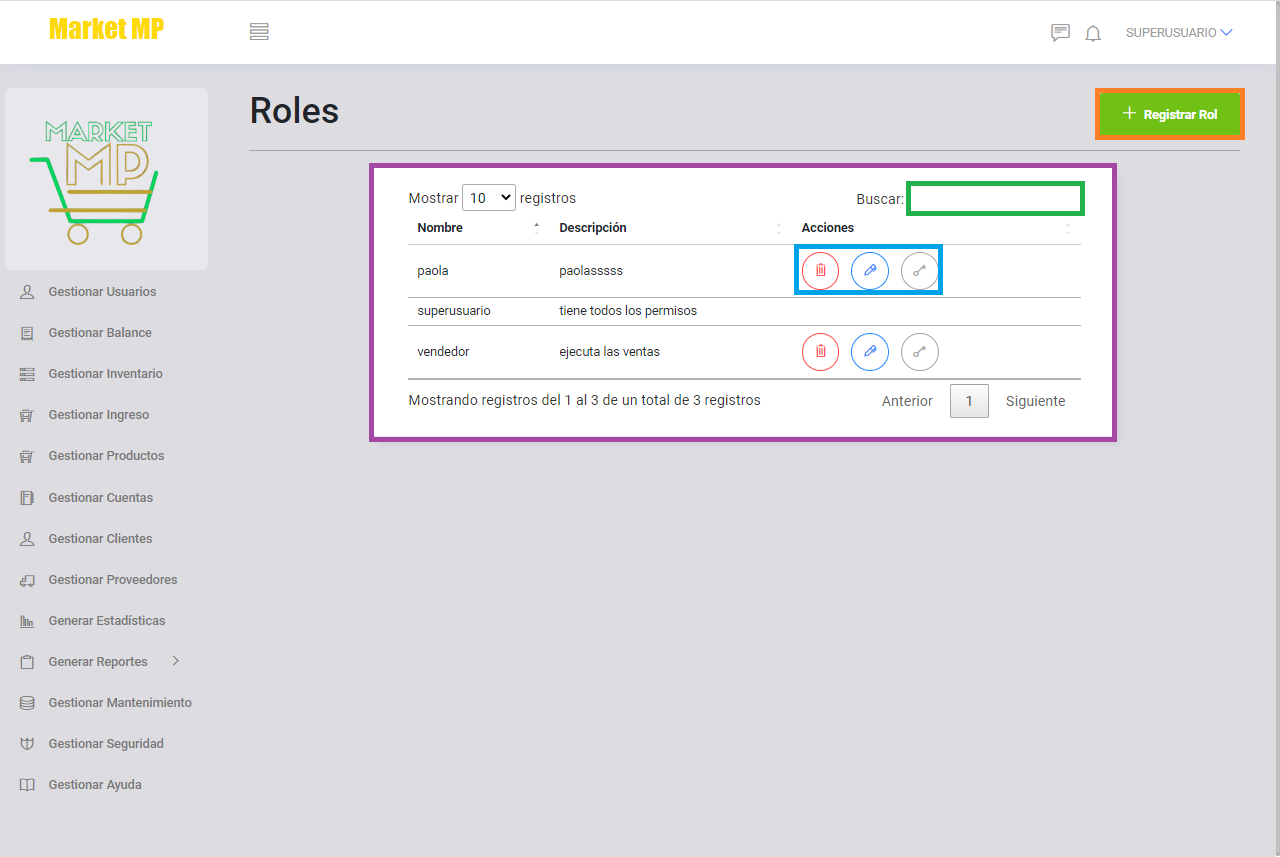 Market MP
SUPERUSUARIO
MARKET
MP
Roles
Registrar Rol
Mostrar 10 registros
Buscar:
Nombre Descripción Acciones
paola paolasssss
superusuario tiene todos los permisos
vendedor ejecuta las ventas
Mostrando registros del 1 al 3 de un total de 3 registros
Anterior 1 Siguiente
Gestionar Usuarios
Gestionar Balance
Gestionar Inventario
Gestionar Ingreso
Gestionar Productos
Gestionar Cuentas
Gestionar Clientes
Gestionar Proveedores
Generar Estadísticas
Generar Reportes
Gestionar Mantenimiento
Gestionar Seguridad
Gestionar Ayuda